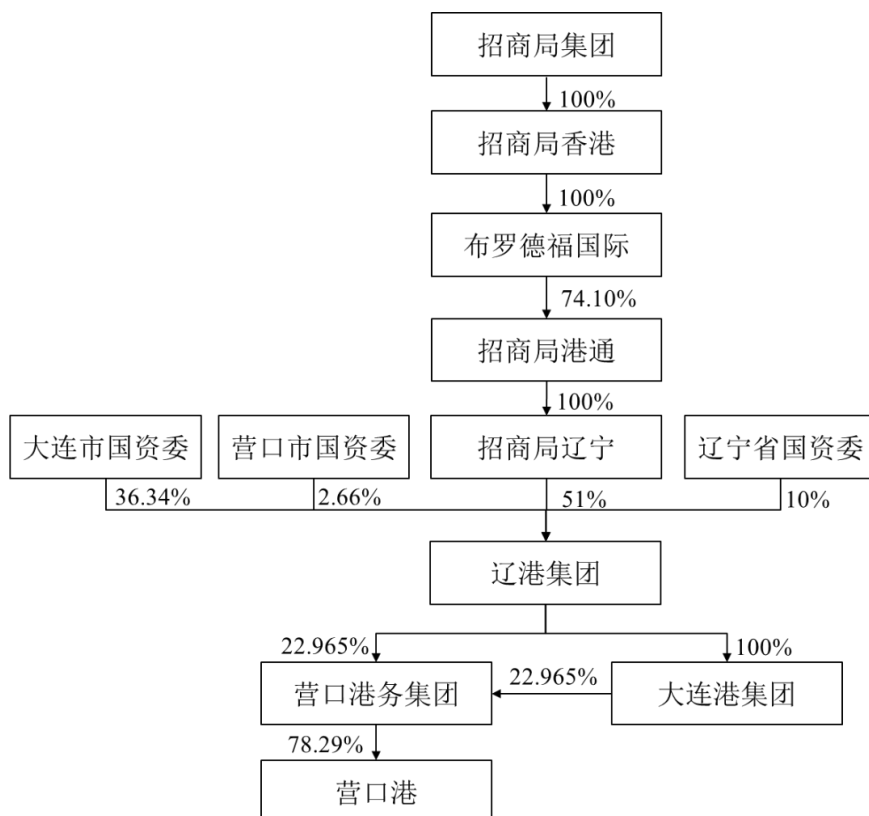 招商局集团
100%
招商局香港
100%
布罗德福国际
74.10%
招商局港通
100%
大连市国资委 营口市国资委 招商局辽宁 辽宁省国资委
36.34% 2.66% 51% 10%
辽港集团
22.965% 100%
营口港务集团 22.965% 大连港集团
78.29%
营口港